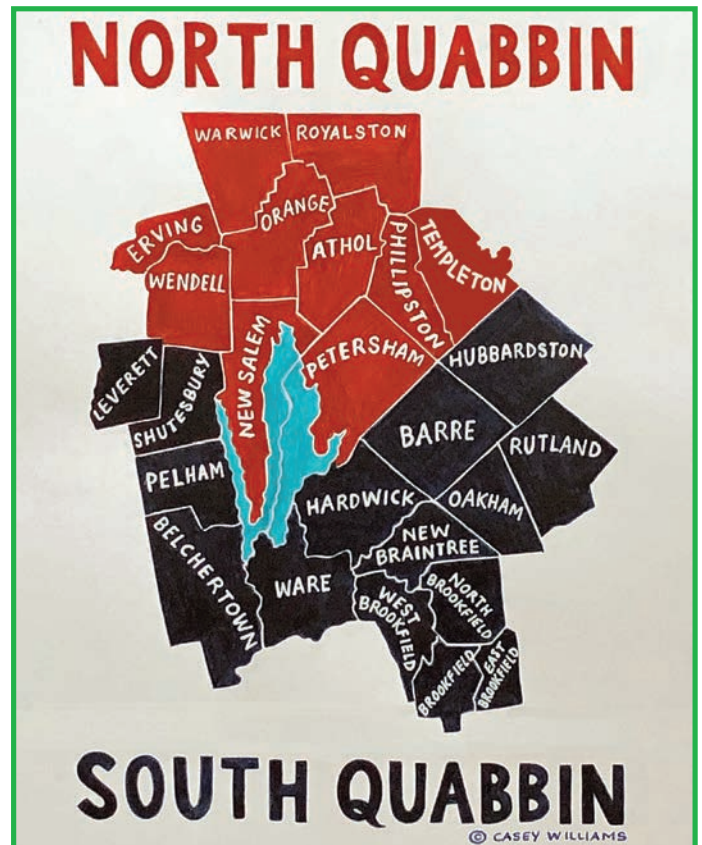 NORTH QUABBIN
WARWICK
ROYALSTON
ORANGE
ERVING
ATHOL
PHILLIPSTON
TEMPLETON
WENDELL
NEW SALEM
PETERSHAM
HUBBARDSTON
LEVERETT
SHUTESBURY
BARRE
RUTLAND
PELHAM
HARDWICK
OAKHAM
NEW
BRAINTREE
BELCHERTOWN
WARE
WEST
BROOKFIELD
NORTH
BROOKFIELD
BROOKFIELD
EAST
BROOKFIELD
SOUTH QUABBIN
© CASEY WILLIAMS